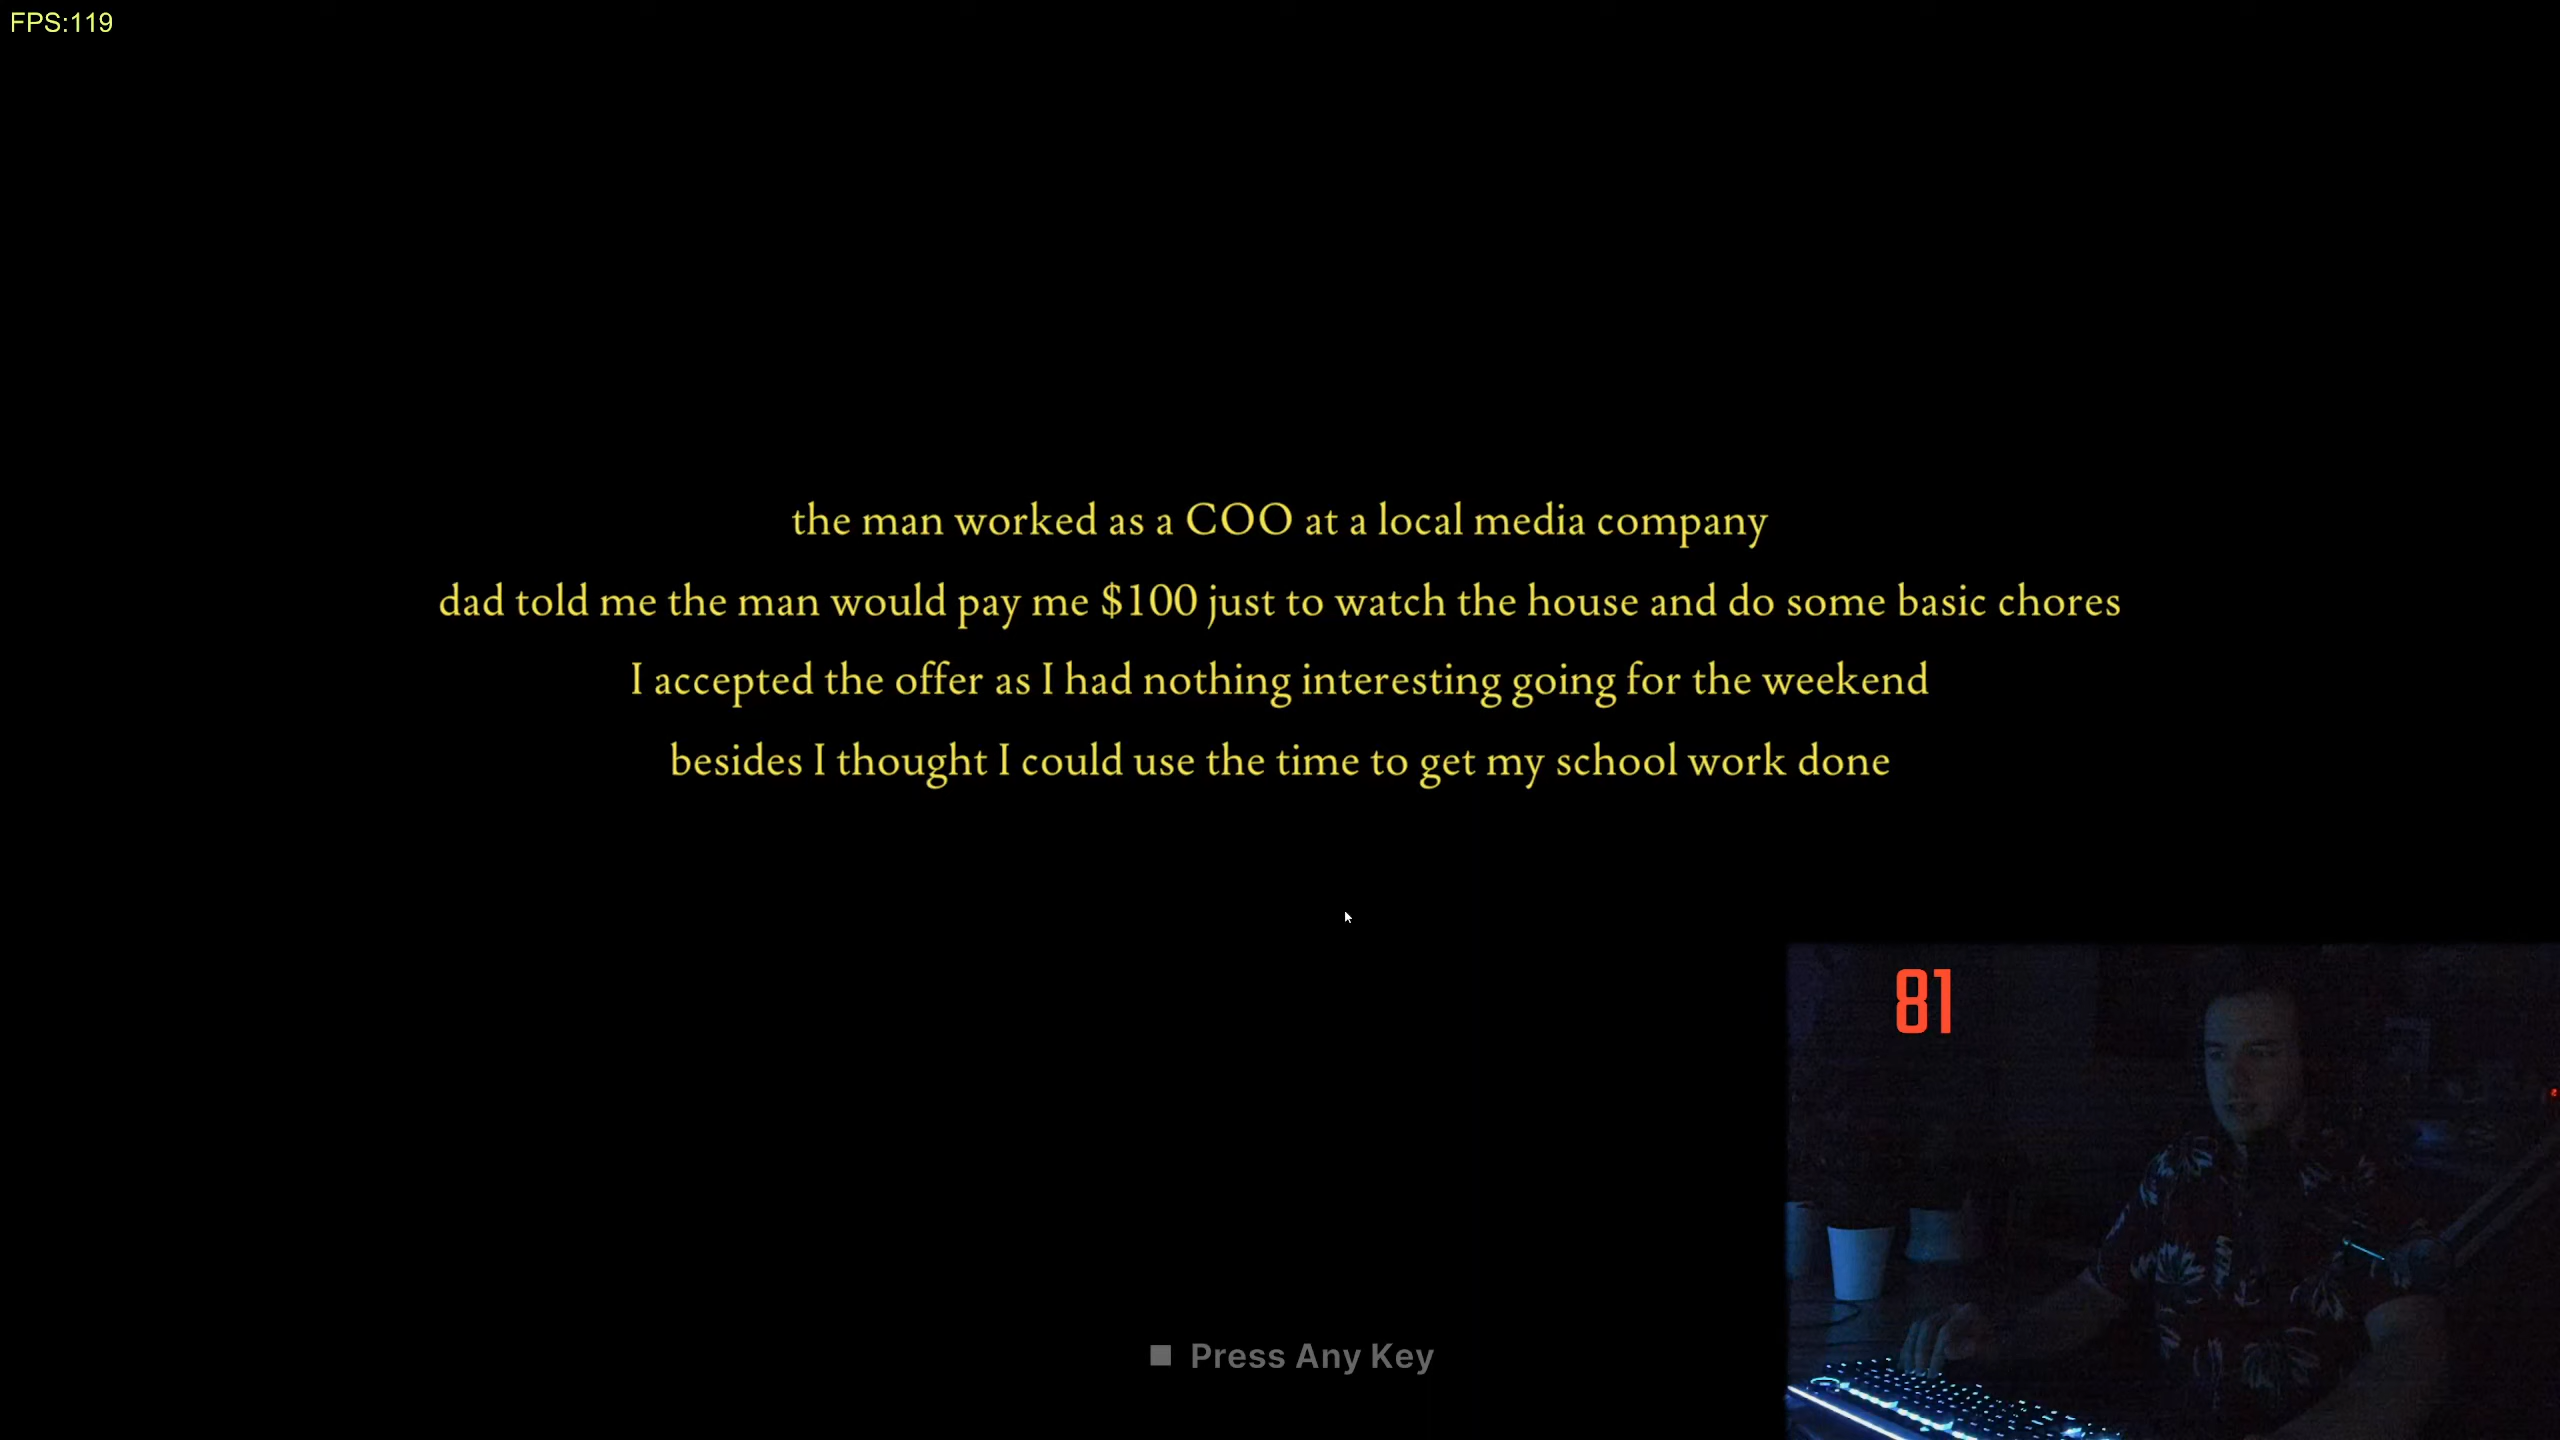 FPS:119
the man worked as a COO at a local media company
dad told me the man would pay me $100 just to watch the house and do some basic chores
I accepted the offer as I had nothing interesting going for the weekend
besides I thought I could use the time to get my school work done
81
Press Any Key